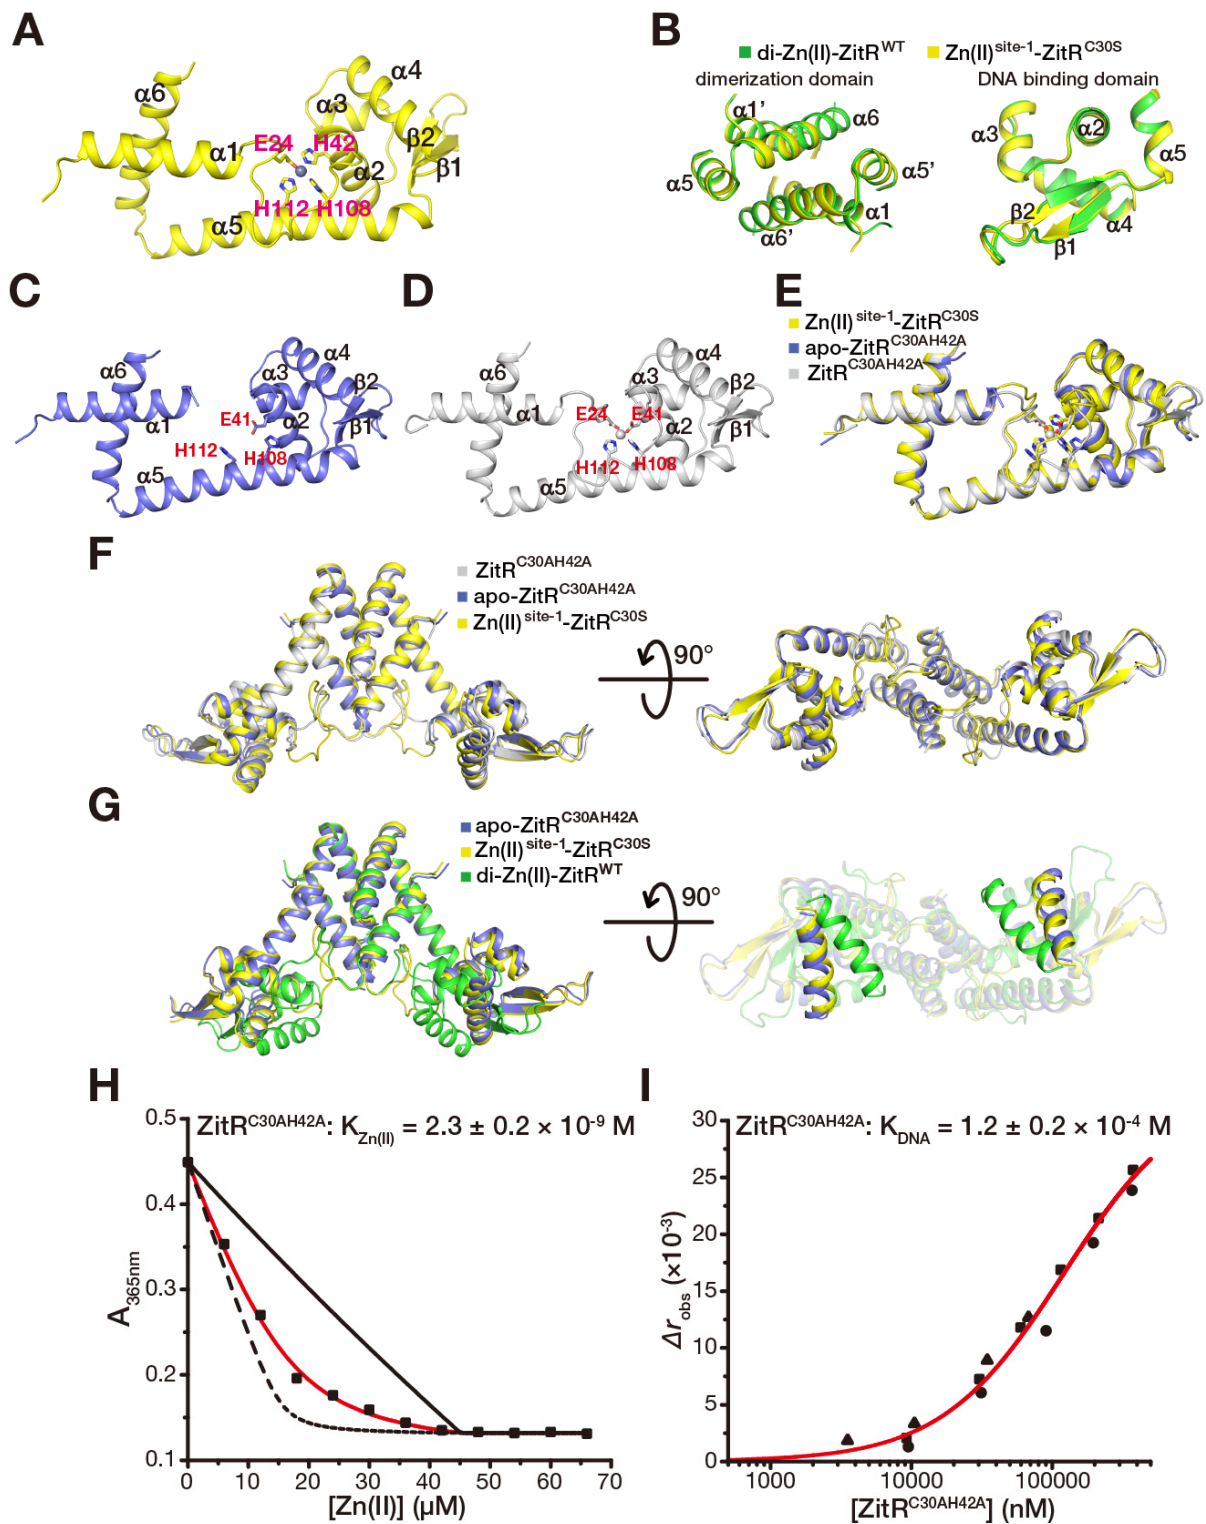 A
α6
α4
α3
E24 H42
β2
α1
α2
β1
H112 H108
α5
B
di-Zn(II)-ZitR^WT
Zn(II)^site-1-ZitR^C30S
dimerization domain
DNA binding domain
α1’
α6
α5
α5’
α1
α6’
α3
α2
α5
β2
α4
β1
C
α6
α4
α3
β2
α1
E41
α2
β1
H112
H108
α5
D
α6
α4
α3
β2
E24
E41
α1
α2
β1
H112
H108
α5
E
Zn(II)^site-1-ZitR^C30S
apo-ZitR^C30AH42A
ZitR^C30AH42A
F
ZitR^C30AH42A
apo-ZitR^C30AH42A
Zn(II)^site-1-ZitR^C30S
90°
G
apo-ZitR^C30AH42A
Zn(II)^site-1-ZitR^C30S
di-Zn(II)-ZitR^WT
90°
H
ZitR^C30AH42A: K_Zn(II) = 2.3 ± 0.2 × 10^-9 M
0.5
0.4
0.3
0.2
0.1
A_365nm
0 10 20 30 40 50 60 70
[Zn(II)] (µM)
I
ZitR^C30AH42A: K_DNA = 1.2 ± 0.2 × 10^-4 M
30
25
20
15
10
5
0
Δr_obs (×10^-3)
1000 10000 100000
[ZitR^C30AH42A] (nM)